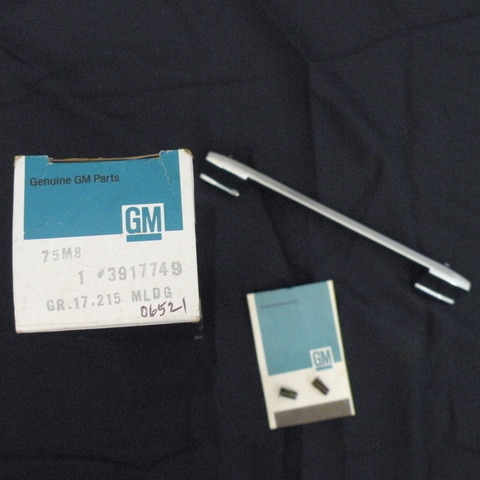 Genuine GM Parts
GM
75M8
1 #3917749
GR.17.215 MLDG
06521
GM